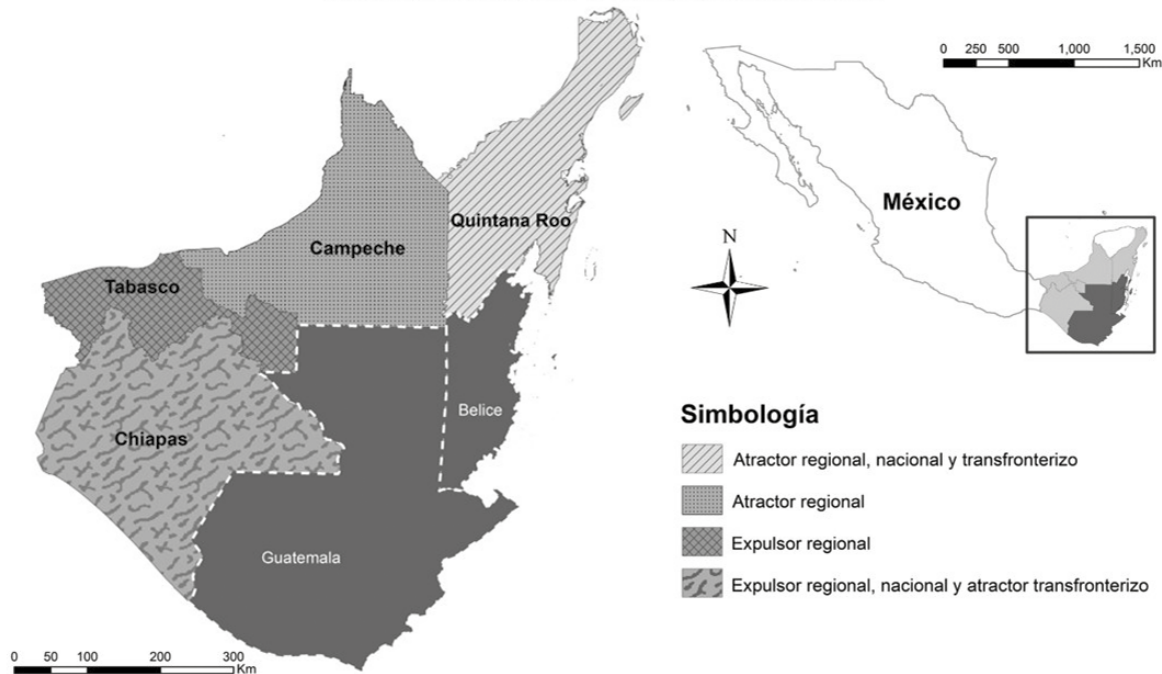 0 250 500 1,000 1,500
Km
México
N
Quintana Roo
Campeche
Tabasco
Belice
Chiapas
Guatemala
Simbología
Atractor regional, nacional y transfronterizo
Atractor regional
Expulsor regional
Expulsor regional, nacional y atractor transfronterizo
0 50 100 200 300
Km